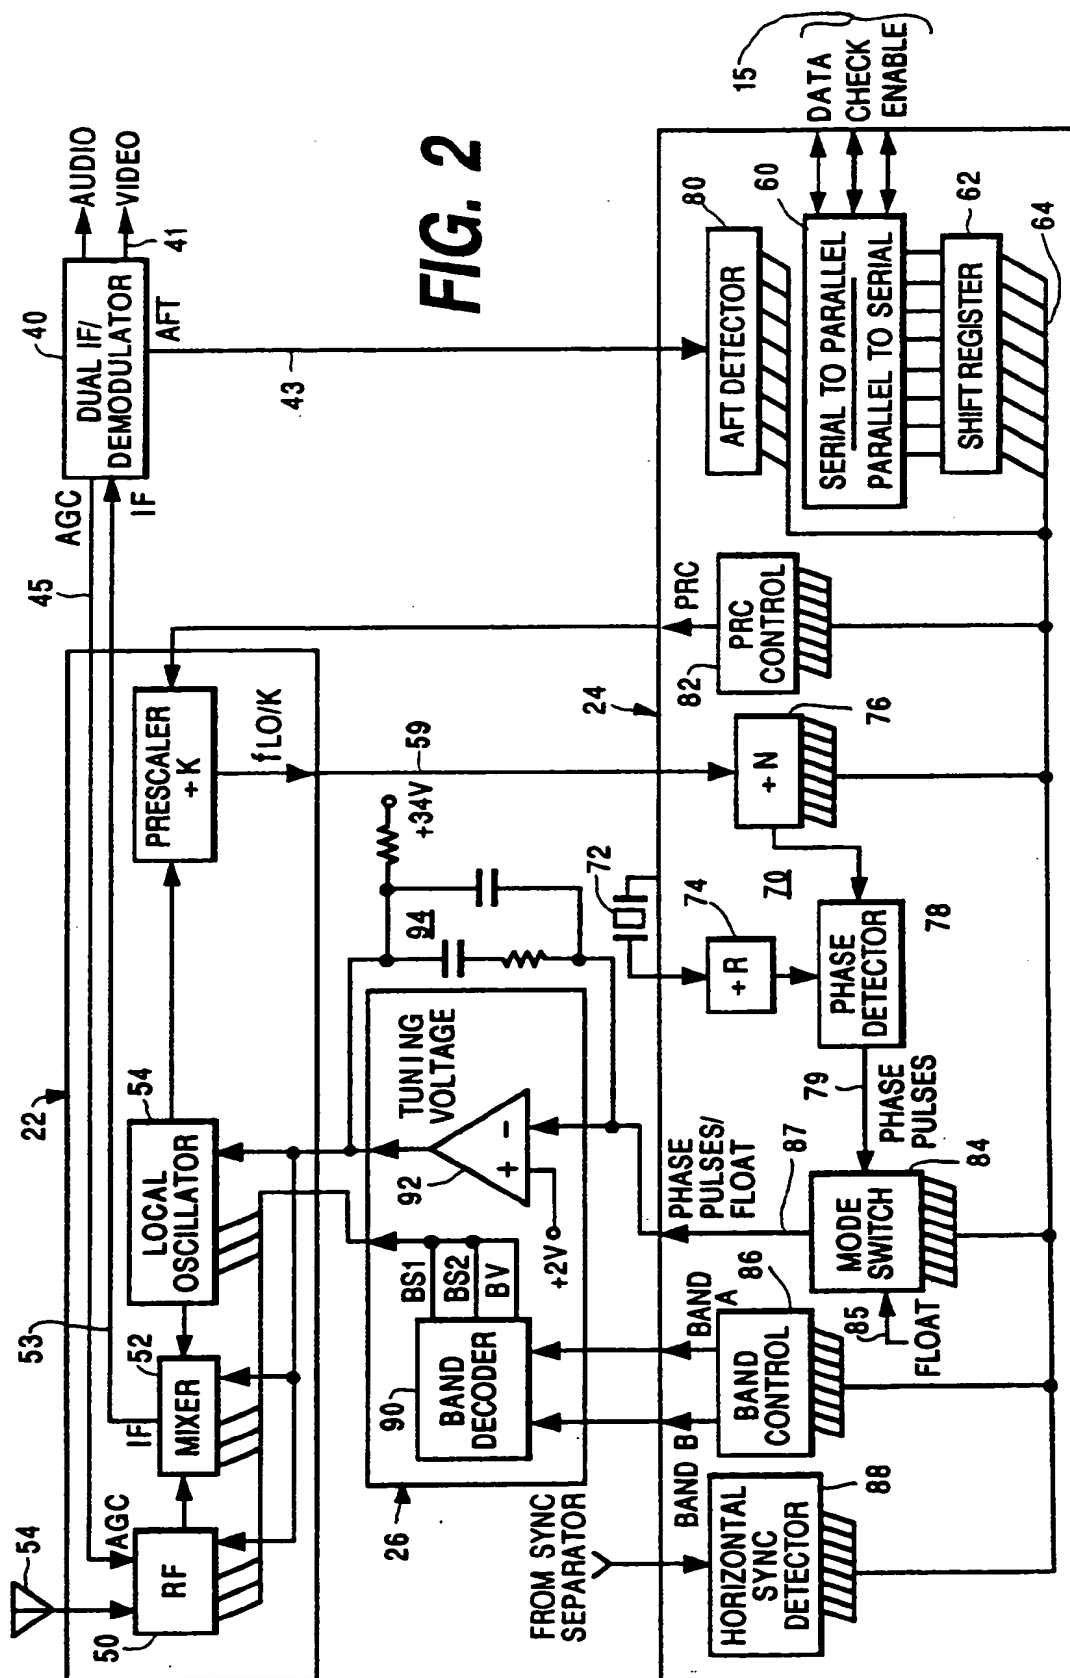 FIG. 2
54
50
RF
AGC
22
53
IF
52
MIXER
54
LOCAL
OSCILLATOR
PRESCALER
÷ K
fLO/K
45
AGC
IF
40
DUAL IF/
DEMODULATOR
AFT
AUDIO
VIDEO
41
43
59
26
90
BAND
DECODER
BS1
BS2
BV
TUNING
VOLTAGE
92
+
-
+2V
94
+34V
24
FROM SYNC
SEPARATOR
HORIZONTAL
SYNC
DETECTOR
88
BAND B
BAND
A
86
BAND
CONTROL
PHASE
PULSES/
FLOAT
87
85
FLOAT
MODE
SWITCH
84
79
PHASE
PULSES
PHASE
DETECTOR
78
72
74
÷ R
70
÷ N
76
82
PRC
PRC
CONTROL
80
AFT DETECTOR
60
SERIAL TO PARALLEL
PARALLEL TO SERIAL
62
SHIFT REGISTER
64
15
DATA
CHECK
ENABLE